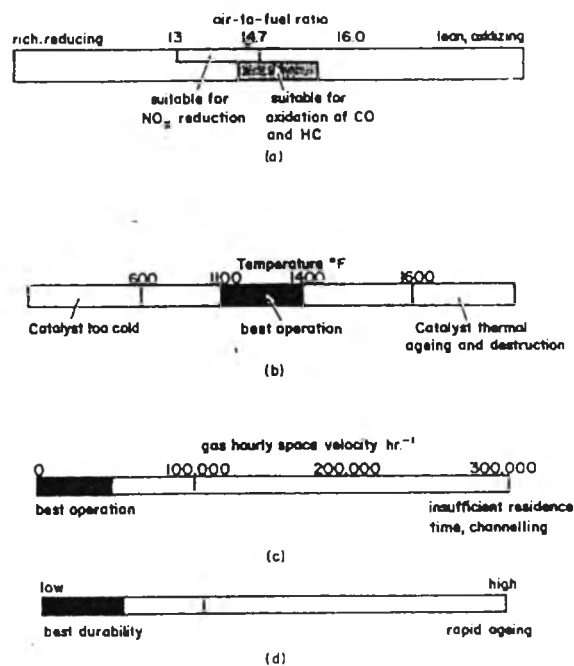 air-to-fuel ratio
rich. reducing 13 14.7 16.0 lean, oxidizing
suitable for suitable for
NOx reduction oxidation of CO
and HC
(a)
Temperature °F
600 1100 1400 1600
Catalyst too cold best operation Catalyst thermal
ageing and destruction
(b)
gas hourly space velocity hr.⁻¹
0 100,000 200,000 300,000
best operation insufficient residence
time, channelling
(c)
low high
best durability rapid ageing
(d)